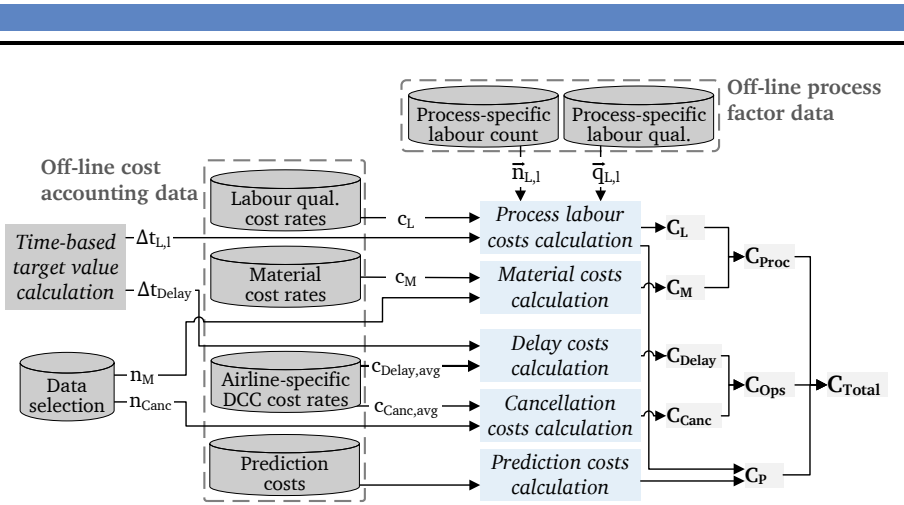 Off-line process
factor data
Process-specific
labour count
Process-specific
labour qual.
n⃗L,l
q⃗L,l
Off-line cost
accounting data
Labour qual.
cost rates
cL
Process labour
costs calculation
CL
Time-based
target value
calculation
ΔtL,l
ΔtDelay
Material
cost rates
cM
Material costs
calculation
CM
CProc
Delay costs
calculation
CDelay
Data
selection
nM
nCanc
Airline-specific
DCC cost rates
cDelay,avg
cCanc,avg
Cancellation
costs calculation
CCanc
COps
CTotal
Prediction
costs
Prediction costs
calculation
CP